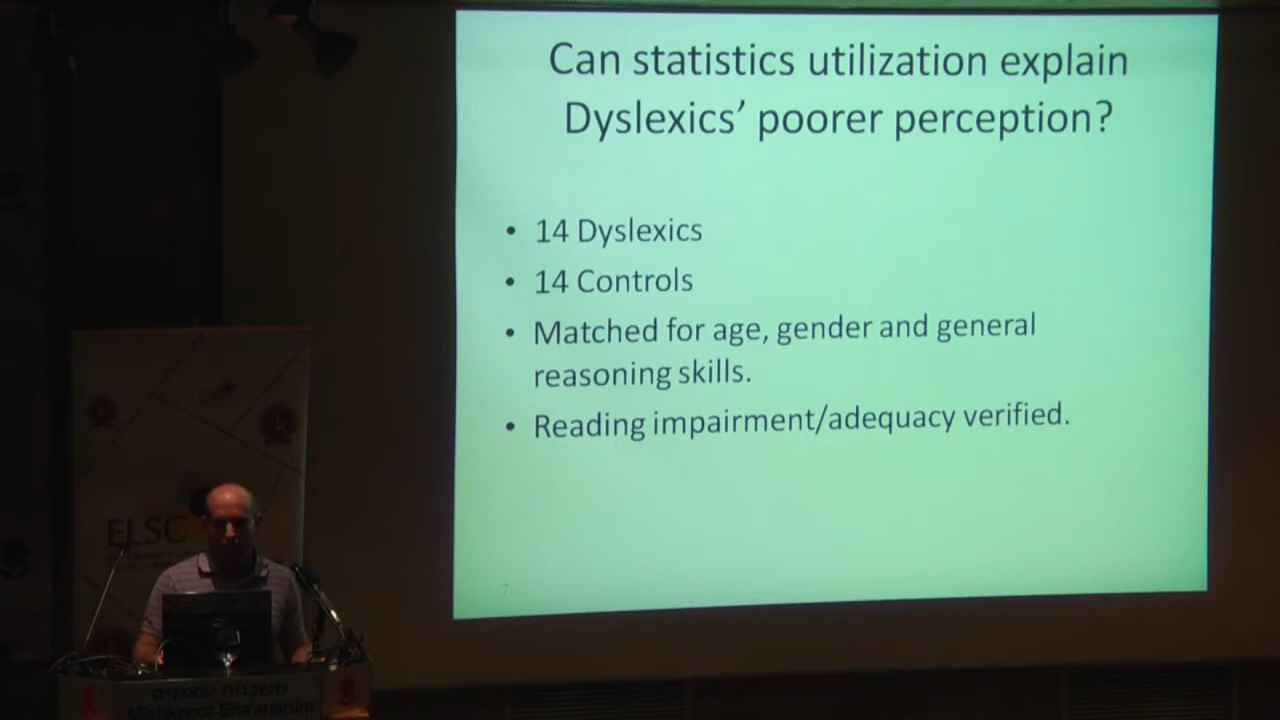 Can statistics utilization explain
Dyslexics’ poorer perception?
• 14 Dyslexics
• 14 Controls
• Matched for age, gender and general
reasoning skills.
• Reading impairment/adequacy verified.
7
ELSC
משכנות שאננים
Mishkenot Sha'ananim